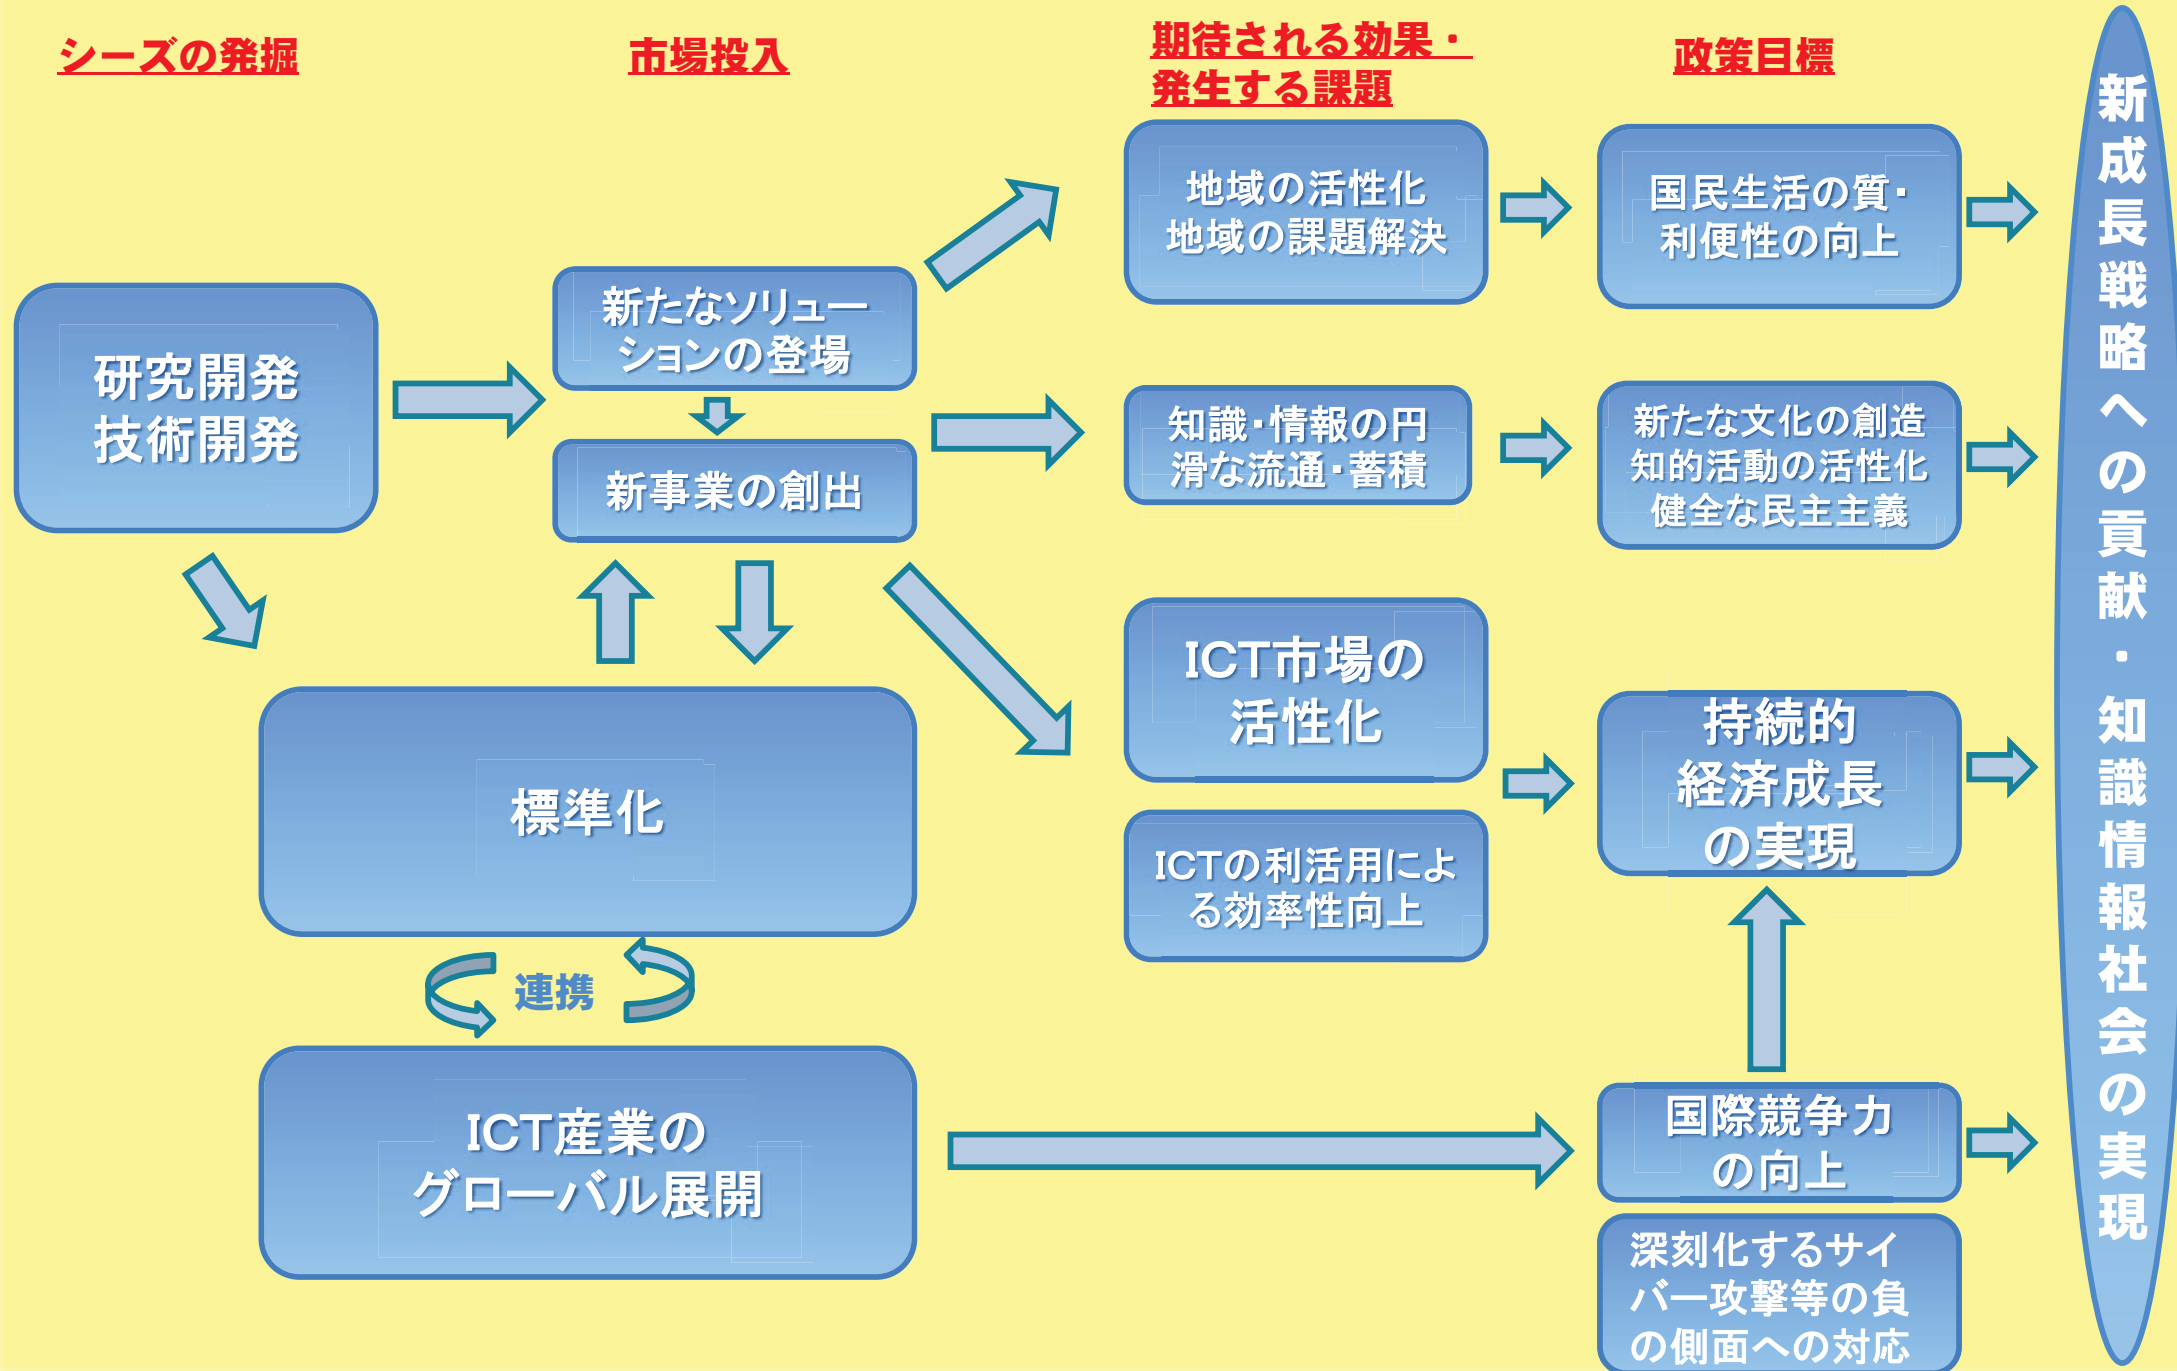 シーズの発掘
市場投入
期待される効果・
発生する課題
政策目標
研究開発
技術開発
新たなソリュー
ションの登場
新事業の創出
標準化
連携
ICT産業の
グローバル展開
地域の活性化
地域の課題解決
知識・情報の円
滑な流通・蓄積
ICT市場の
活性化
ICTの利活用によ
る効率性向上
国民生活の質・
利便性の向上
新たな文化の創造
知的活動の活性化
健全な民主主義
持続的
経済成長
の実現
国際競争力
の向上
深刻化するサイ
バー攻撃等の負
の側面への対応
新成長戦略への貢献・知識情報社会の実現